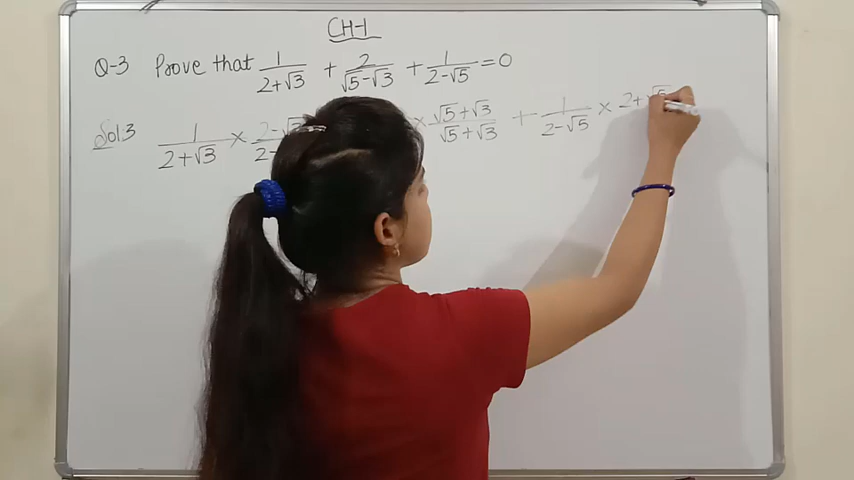 CH-1
Q-3 Prove that 1/(2+√3) + 2/(√5-√3) + 1/(2-√5) = 0
Sol:3 1/(2+√3) × 2-√3/2- × (√5+√3)/(√5+√3) + 1/(2-√5) × 2+√5